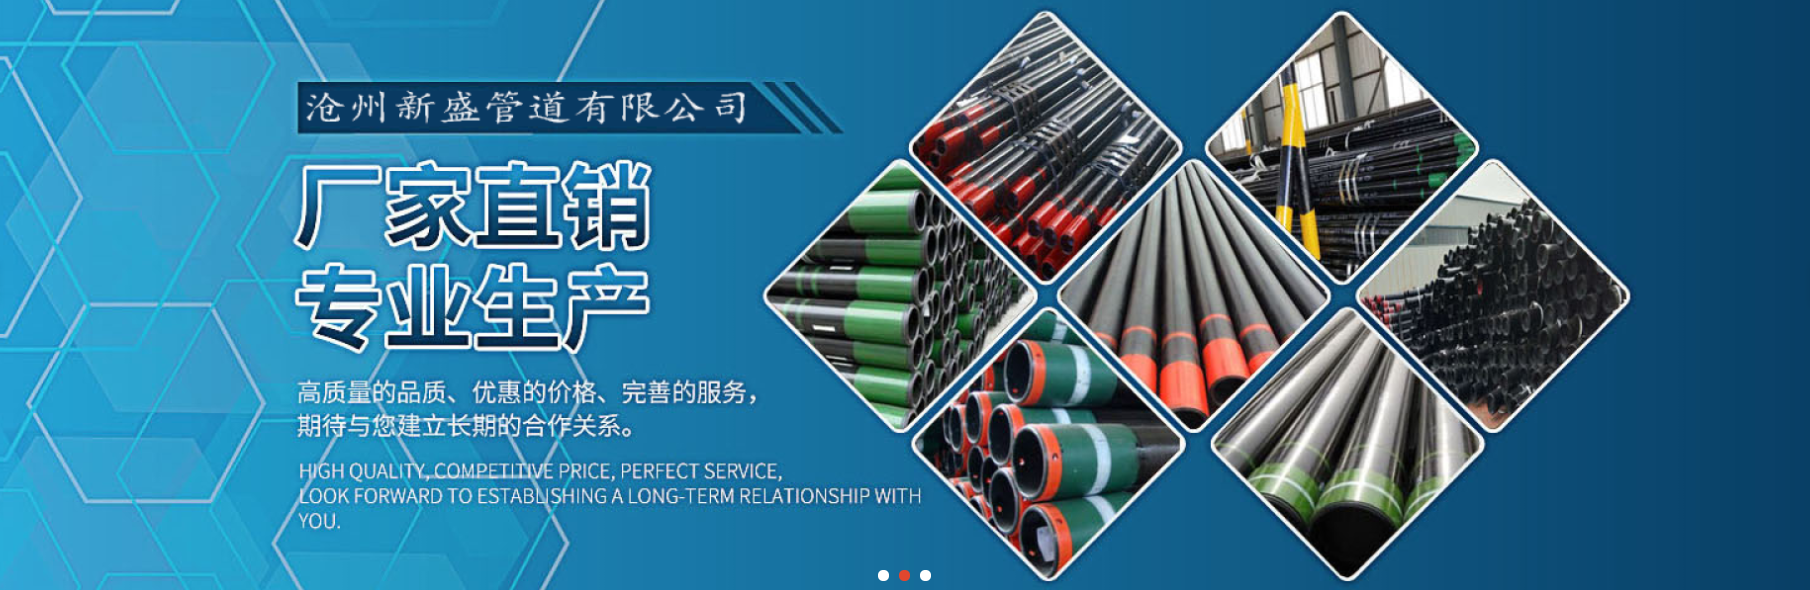 沧州新盛管道有限公司
厂家直销
专业生产
高质量的品质、优惠的价格、完善的服务，
期待与您建立长期的合作关系。
HIGH QUALITY, COMPETITIVE PRICE, PERFECT SERVICE,
LOOK FORWARD TO ESTABLISHING A LONG-TERM RELATIONSHIP WITH
YOU.